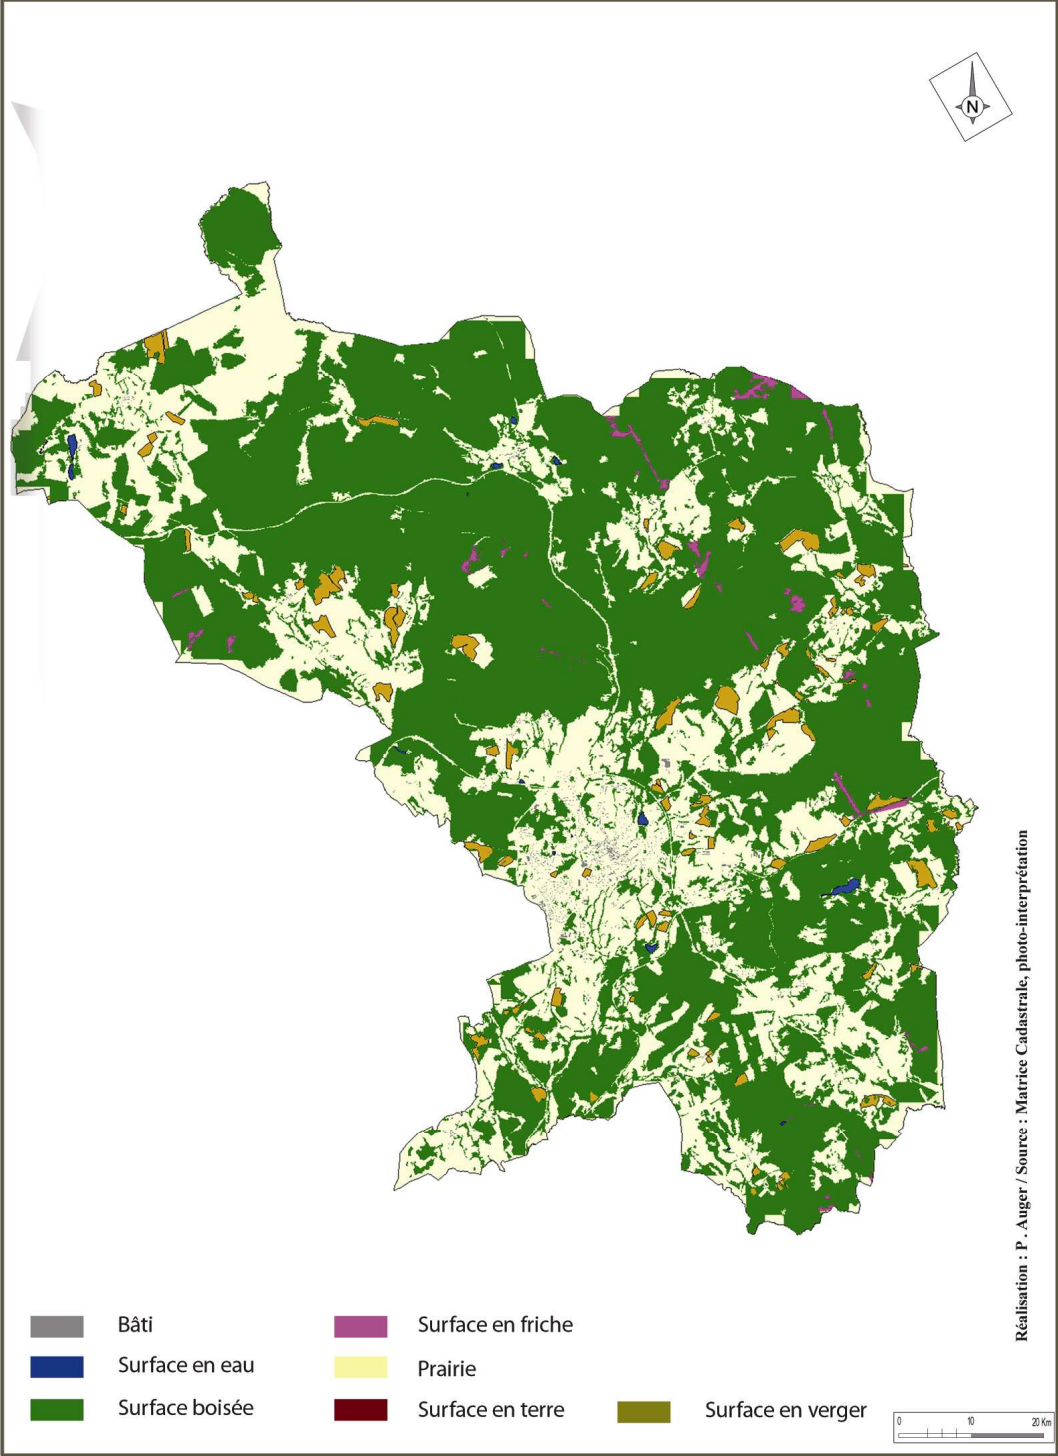 N
Réalisation : P . Auger / Source : Matrice Cadastrale, photo-interprétation
Bâti
Surface en friche
Surface en eau
Prairie
Surface boisée
Surface en terre
Surface en verger
0 10 20 Km